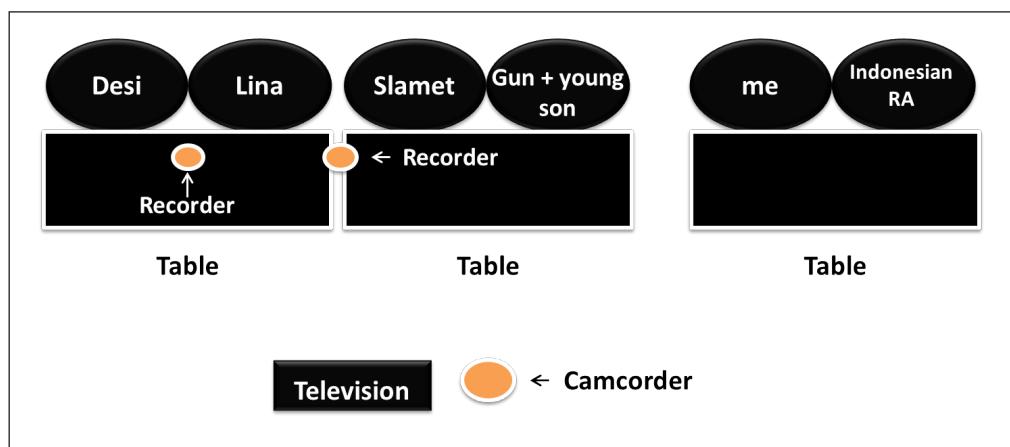 Desi
Lina
Slamet
Gun + young
son
me
Indonesian
RA
← Recorder
Recorder
Table
Table
Table
Television
← Camcorder